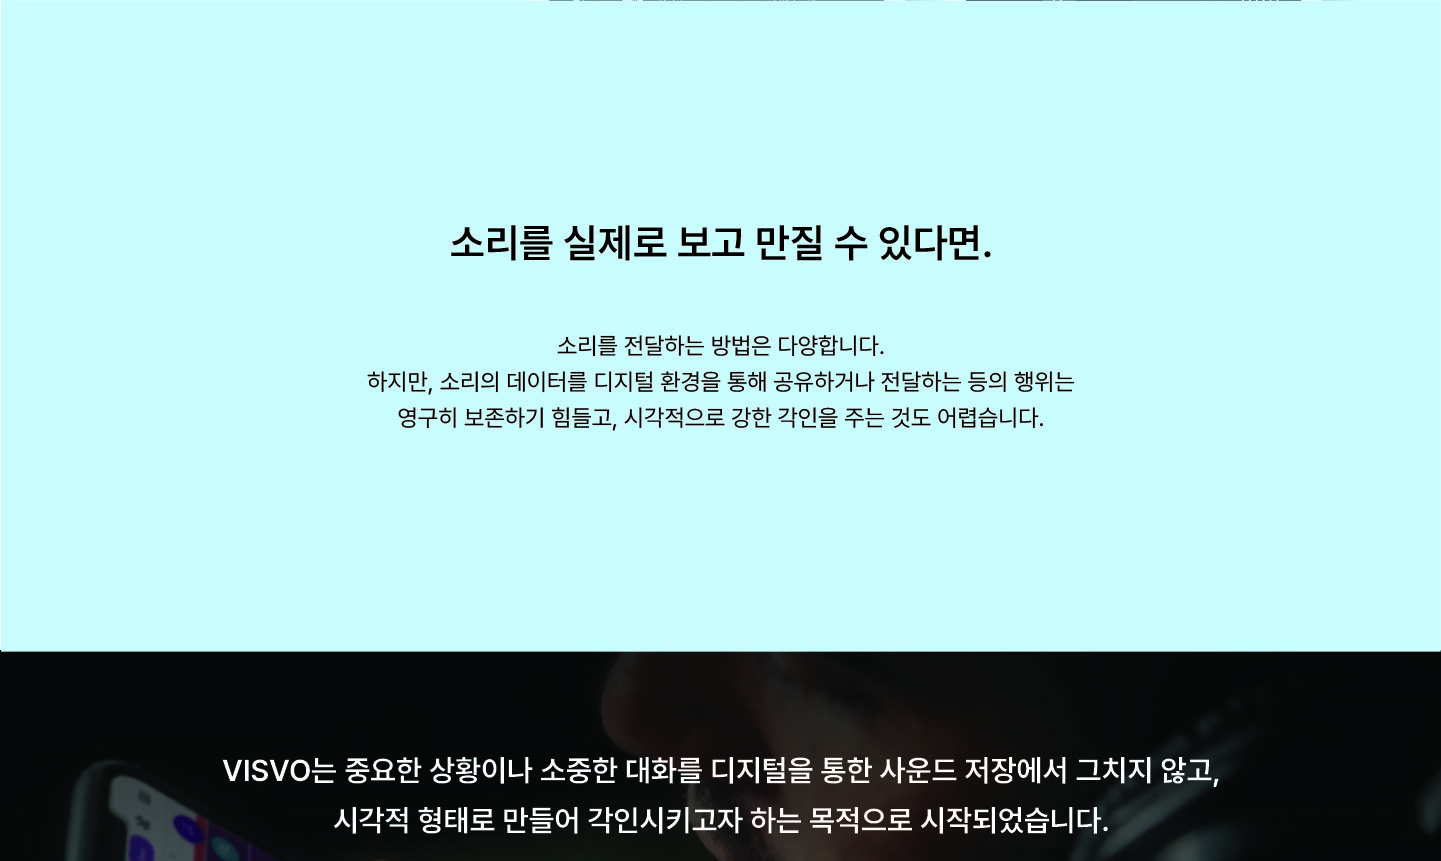 소리를 실제로 보고 만질 수 있다면.
소리를 전달하는 방법은 다양합니다.
하지만, 소리의 데이터를 디지털 환경을 통해 공유하거나 전달하는 등의 행위는
영구히 보존하기 힘들고, 시각적으로 강한 각인을 주는 것도 어렵습니다.
VISVO는 중요한 상황이나 소중한 대화를 디지털을 통한 사운드 저장에서 그치지 않고,
시각적 형태로 만들어 각인시키고자 하는 목적으로 시작되었습니다.